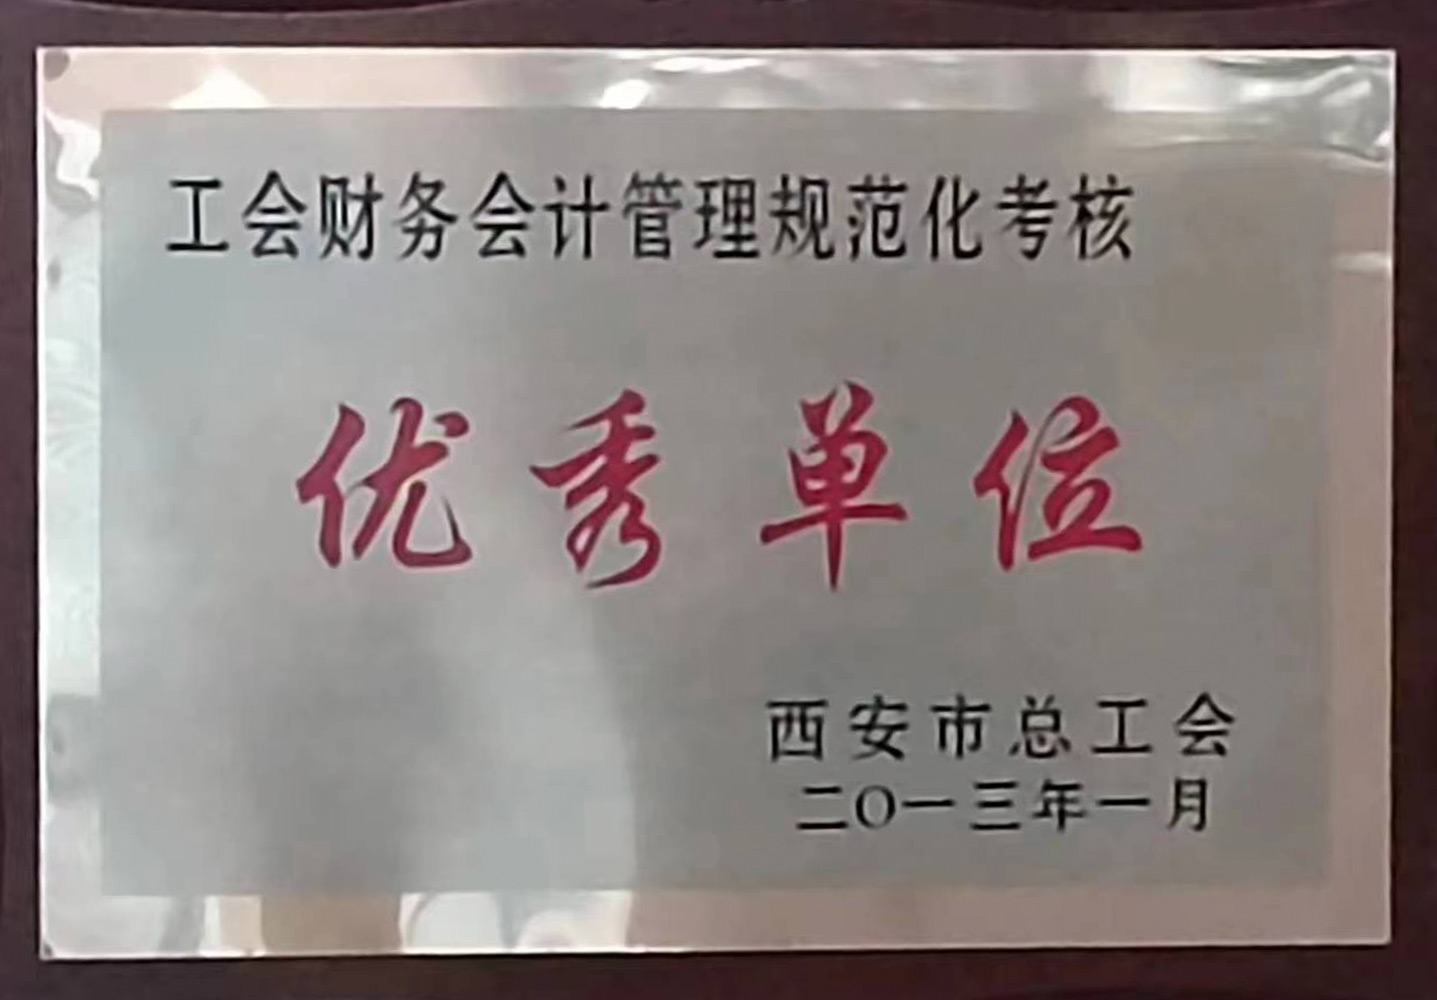 工会财务会计管理规范化考核
优秀单位
西安市总工会
二〇一三年一月